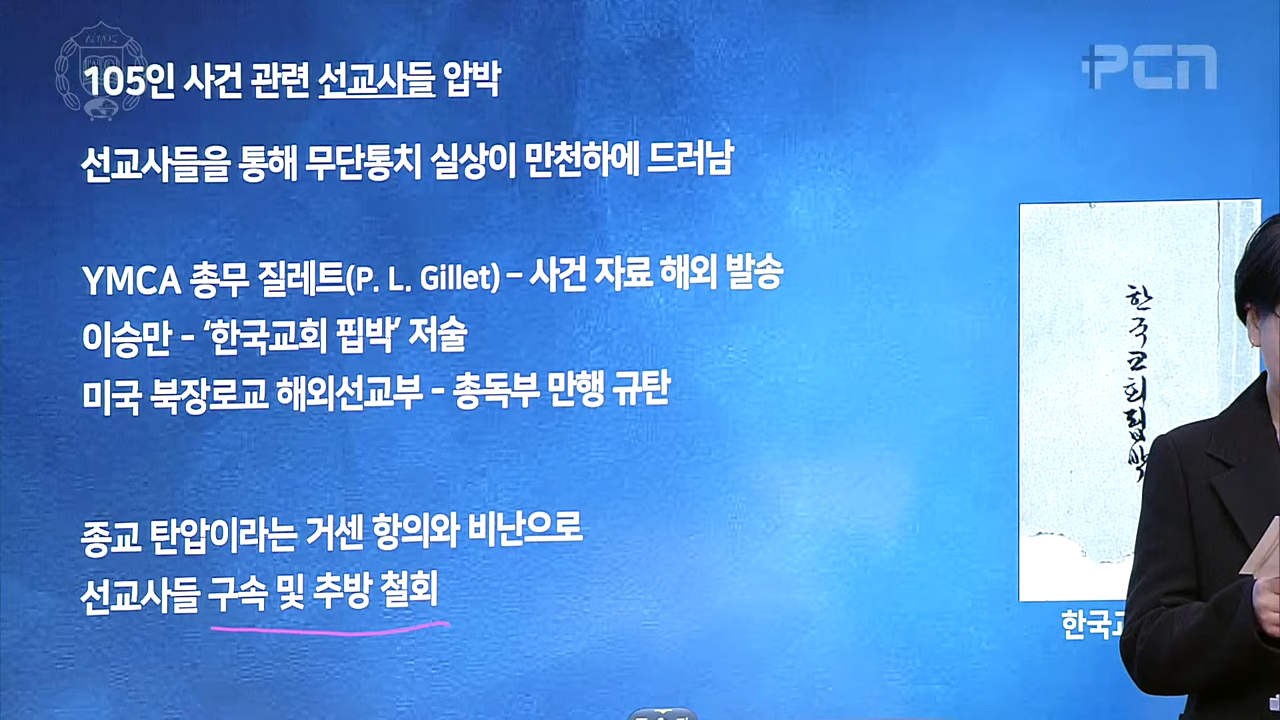 105인 사건 관련 선교사들 압박
PCN
선교사들을 통해 무단통치 실상이 만천하에 드러남
YMCA 총무 질레트(P. L. Gillet) – 사건 자료 해외 발송
이승만 - ‘한국교회 핍박’ 저술
미국 북장로교 해외선교부 - 총독부 만행 규탄
종교 탄압이라는 거센 항의와 비난으로
선교사들 구속 및 추방 철회
한국교회핍박
한국교